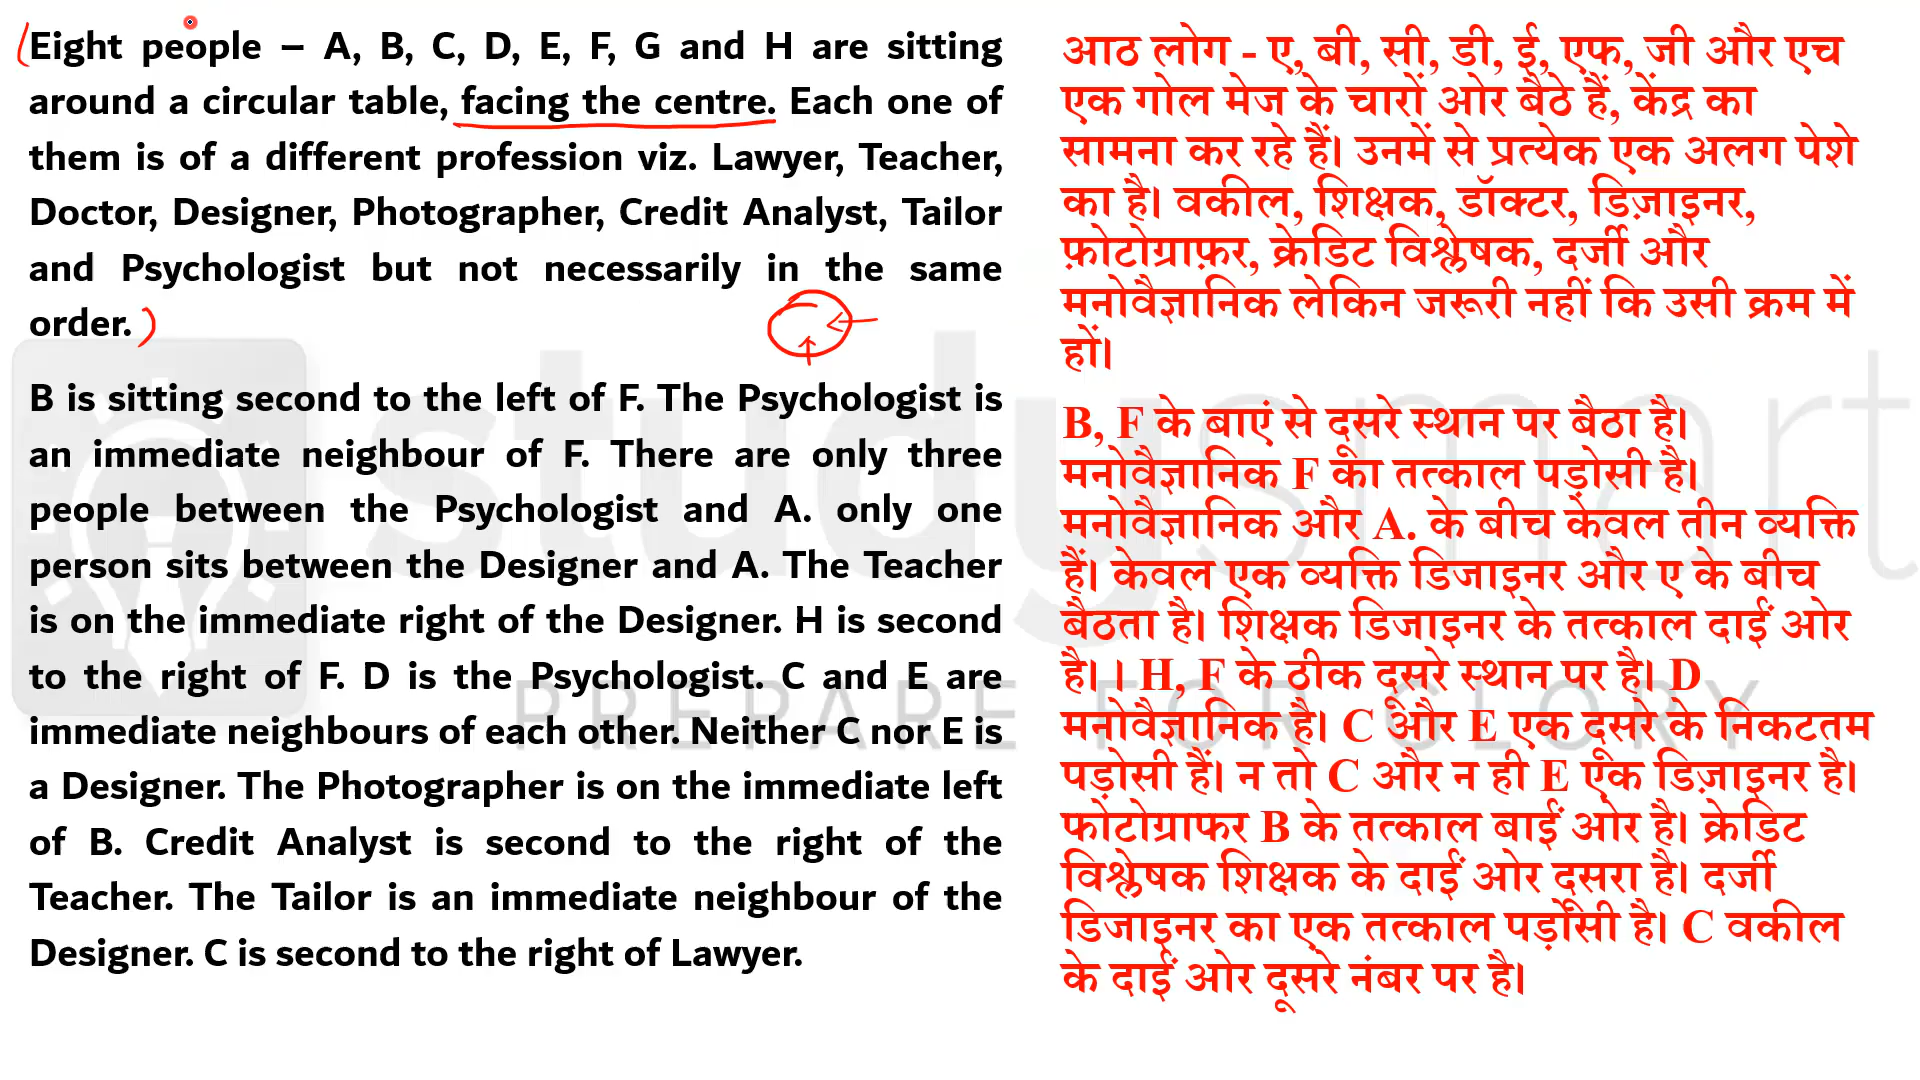 Eight people – A, B, C, D, E, F, G and H are sitting
around a circular table, facing the centre. Each one of
them is of a different profession viz. Lawyer, Teacher,
Doctor, Designer, Photographer, Credit Analyst, Tailor
and Psychologist but not necessarily in the same
order.
B is sitting second to the left of F. The Psychologist is
an immediate neighbour of F. There are only three
people between the Psychologist and A. only one
person sits between the Designer and A. The Teacher
is on the immediate right of the Designer. H is second
to the right of F. D is the Psychologist. C and E are
immediate neighbours of each other. Neither C nor E is
a Designer. The Photographer is on the immediate left
of B. Credit Analyst is second to the right of the
Teacher. The Tailor is an immediate neighbour of the
Designer. C is second to the right of Lawyer.
आठ लोग - ए, बी, सी, डी, ई, एफ, जी और एच
एक गोल मेज के चारों ओर बैठे हैं, केंद्र का
सामना कर रहे हैं। उनमें से प्रत्येक एक अलग पेशे
का है। वकील, शिक्षक, डॉक्टर, डिज़ाइनर,
फ़ोटोग्राफ़र, क्रेडिट विश्लेषक, दर्जी और
मनोवैज्ञानिक लेकिन जरूरी नहीं कि उसी क्रम में
हों।
B, F के बाएं से दूसरे स्थान पर बैठा है।
मनोवैज्ञानिक F का तत्काल पड़ोसी है।
मनोवैज्ञानिक और A. के बीच केवल तीन व्यक्ति
हैं। केवल एक व्यक्ति डिजाइनर और ए के बीच
बैठता है। शिक्षक डिजाइनर के तत्काल दाईं ओर
है। । H, F के ठीक दूसरे स्थान पर है। D
मनोवैज्ञानिक है। C और E एक दूसरे के निकटतम
पड़ोसी हैं। न तो C और न ही E एक डिज़ाइनर है।
फोटोग्राफर B के तत्काल बाईं ओर है। क्रेडिट
विश्लेषक शिक्षक के दाईं ओर दूसरा है। दर्जी
डिजाइनर का एक तत्काल पड़ोसी है। C वकील
के दाईं ओर दूसरे नंबर पर है।
studysmart
PREPARE FOR GLORY